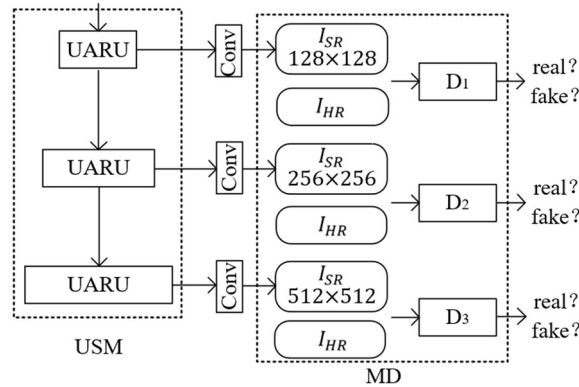 UARU
Conv
I_SR
128×128
I_HR
D₁
real?
fake?
UARU
Conv
I_SR
256×256
I_HR
D₂
real?
fake?
UARU
Conv
I_SR
512×512
I_HR
D₃
real?
fake?
USM
MD